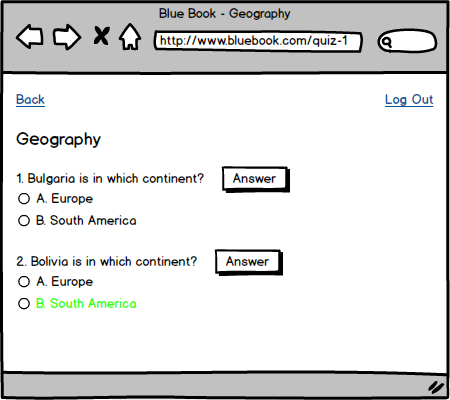 Blue Book - Geography
http://www.bluebook.com/quiz-1
Back Log Out
Geography
1. Bulgaria is in which continent? Answer
A. Europe
B. South America
2. Bolivia is in which continent? Answer
A. Europe
B. South America